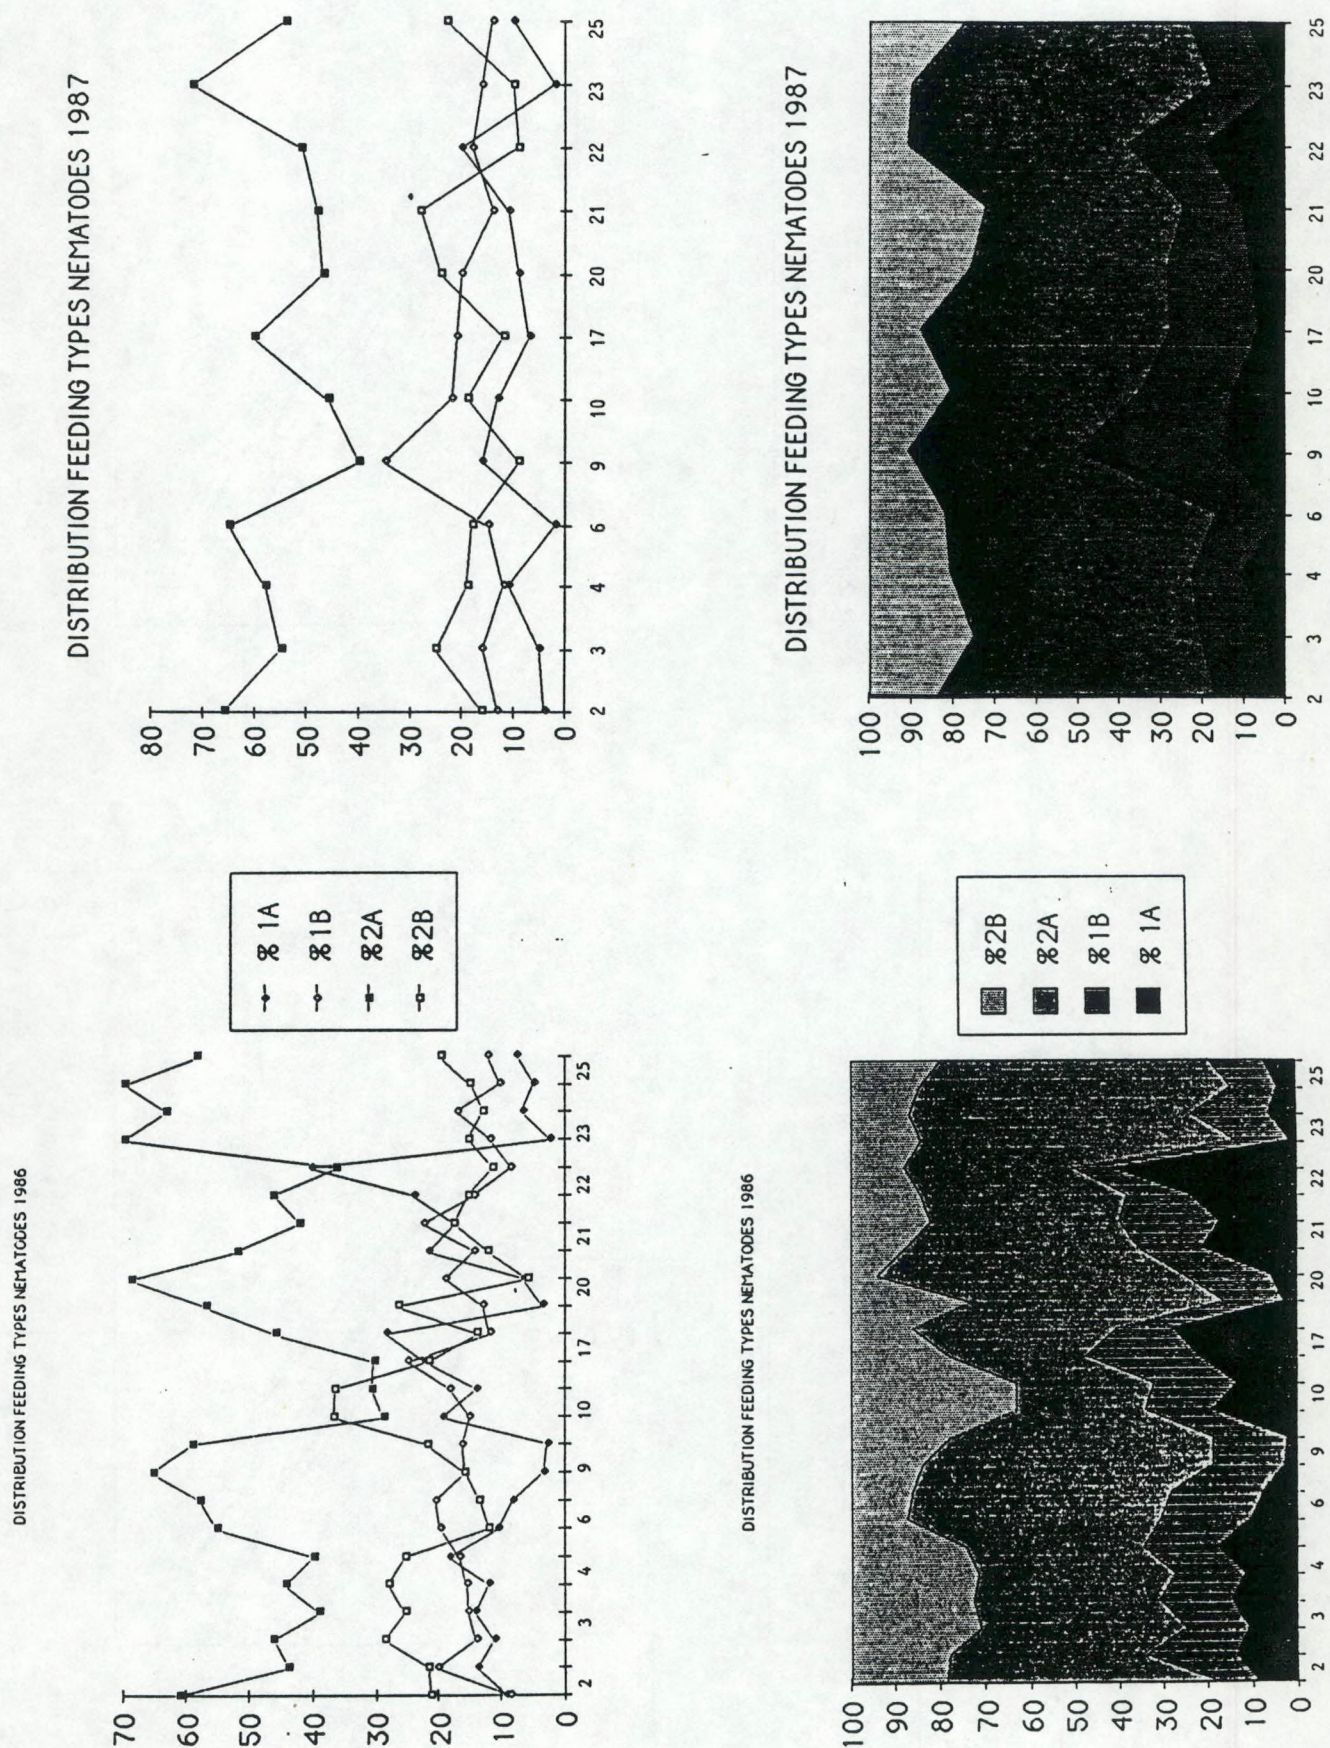 DISTRIBUTION FEEDING TYPES NEMATODES 1986
70
60
50
40
30
20
10
0
2 3 4 6 9 10 17 20 21 22 23 25
% 1A
%1B
%2A
%2B
DISTRIBUTION FEEDING TYPES NEMATODES 1987
80
70
60
50
40
30
20
10
0
2 3 4 6 9 10 17 20 21 22 23 25
DISTRIBUTION FEEDING TYPES NEMATODES 1986
100
90
80
70
60
50
40
30
20
10
0
2 3 4 6 9 10 17 20 21 22 23 25
%2B
%2A
%1B
% 1A
DISTRIBUTION FEEDING TYPES NEMATODES 1987
100
90
80
70
60
50
40
30
20
10
0
2 3 4 6 9 10 17 20 21 22 23 25